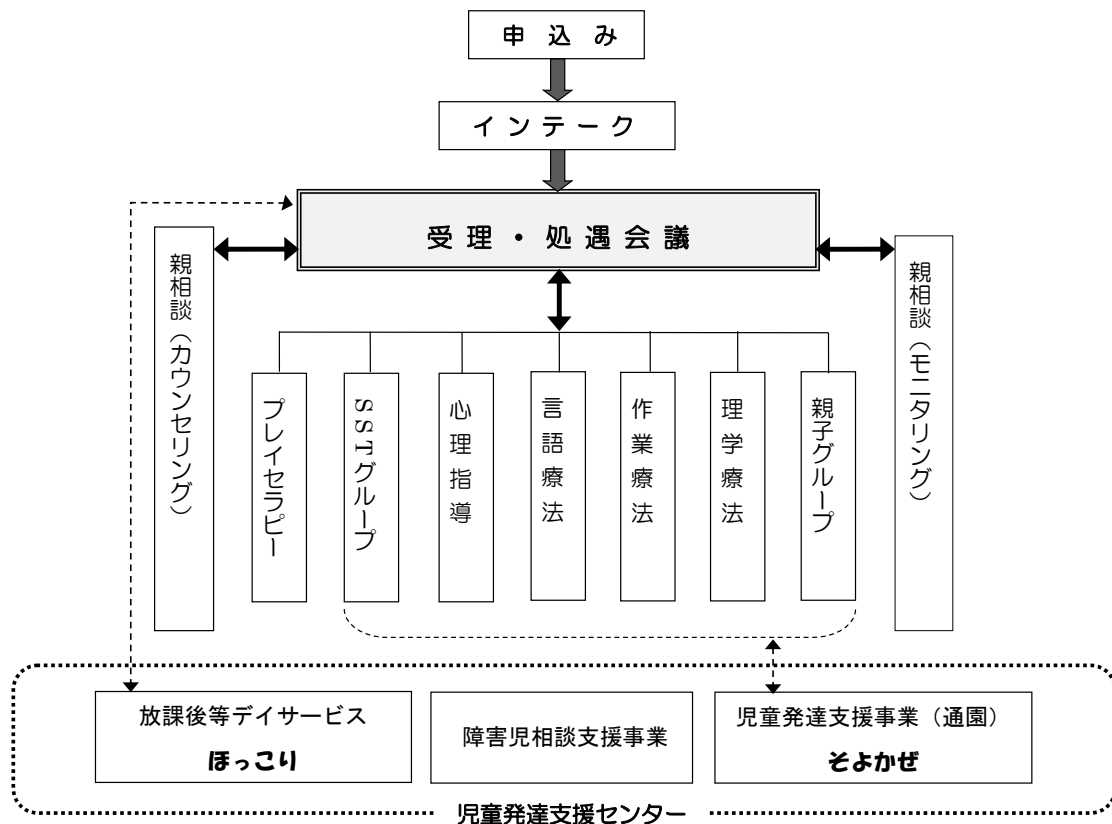 申込み
インテーク
受理・処遇会議
親相談（カウンセリング）
プレイセラピー
SSTグループ
心理指導
言語療法
作業療法
理学療法
親子グループ
親相談（モニタリング）
放課後等デイサービス
ほっこり
障害児相談支援事業
児童発達支援事業（通園）
そよかぜ
児童発達支援センター